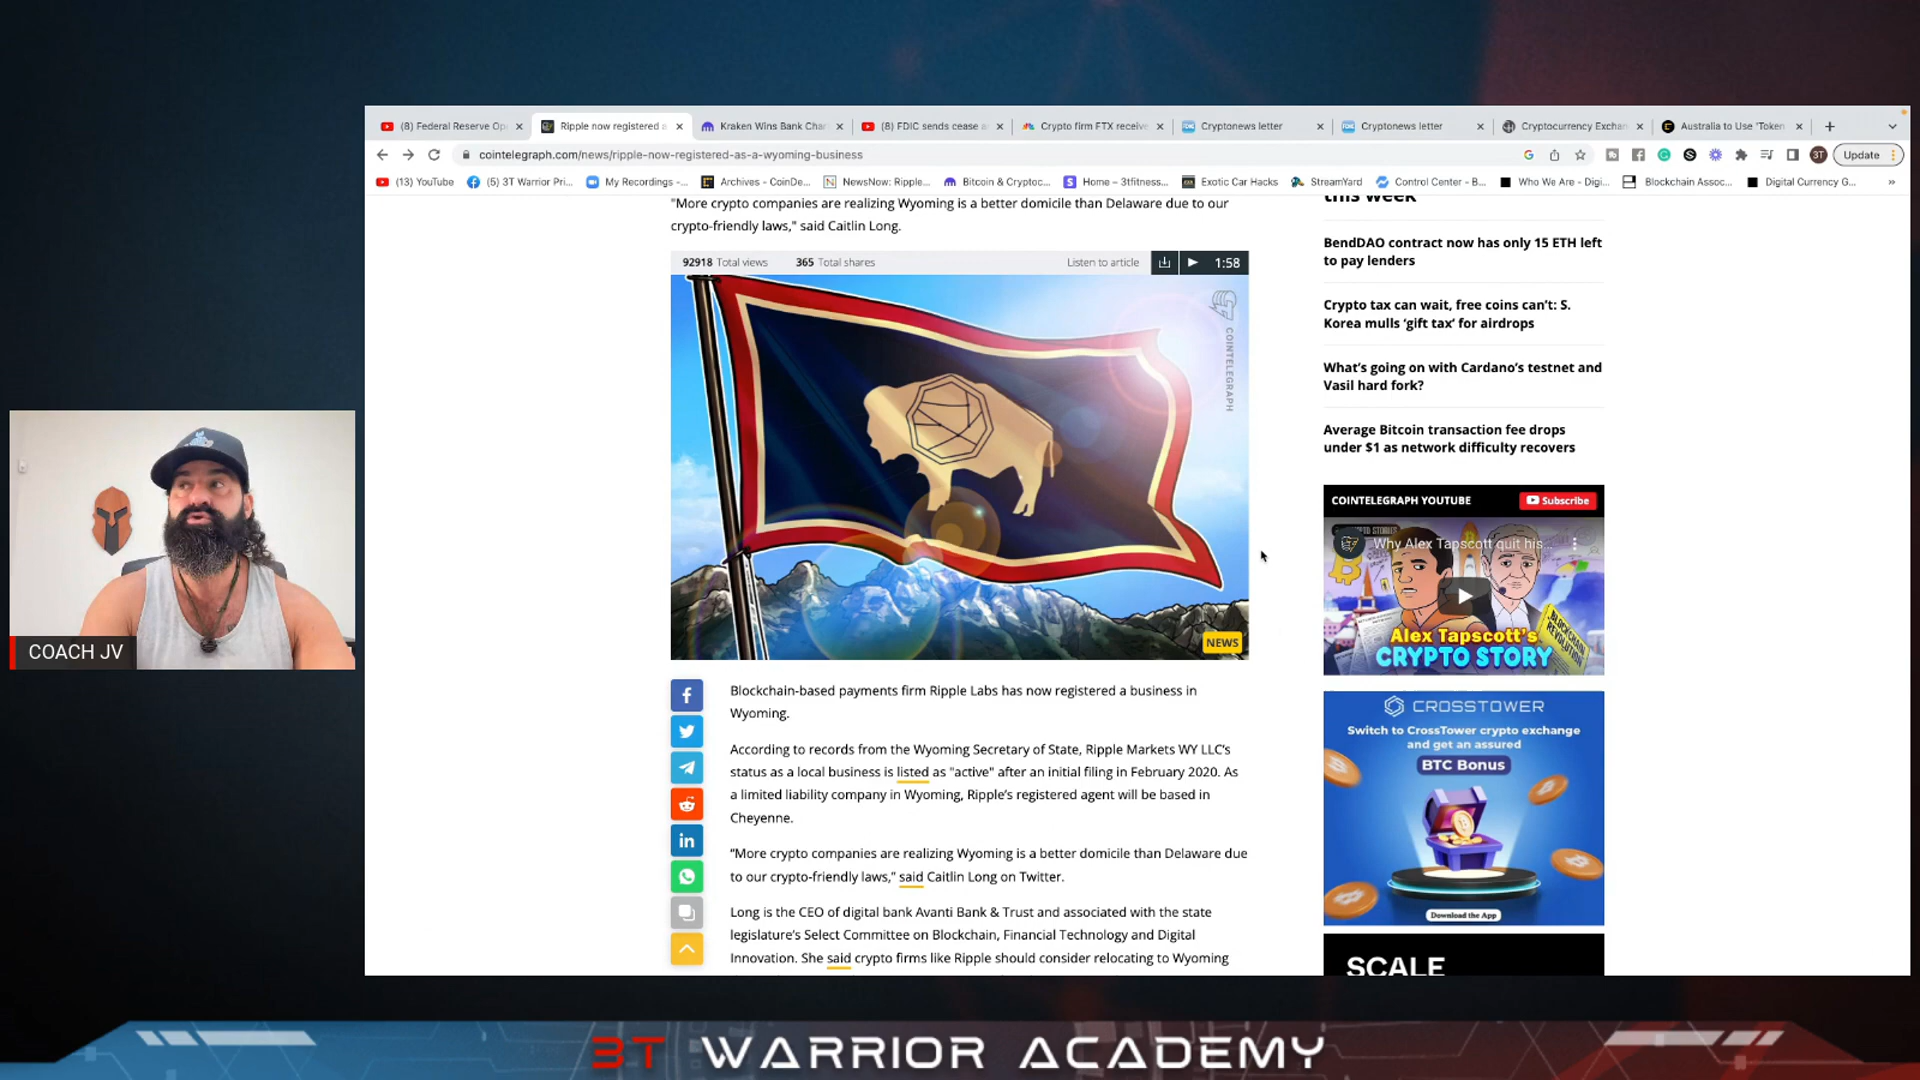 (8) Federal Reserve Op
Ripple now registered a
Kraken Wins Bank Char
(8) FDIC sends cease a
Crypto firm FTX receive
Cryptonews letter
Cryptonews letter
Cryptocurrency Exchan
Australia to Use 'Token
cointelegraph.com/news/ripple-now-registered-as-a-wyoming-business
3T
Update
(13) YouTube
(5) 3T Warrior Pri...
My Recordings -...
Archives - CoinDe...
NewsNow: Ripple...
Bitcoin & Cryptoc...
Home – 3tfitness...
Exotic Car Hacks
StreamYard
Control Center - B...
Who We Are - Digi...
Blockchain Assoc...
Digital Currency G...
"More crypto companies are realizing Wyoming is a better domicile than Delaware due to our
crypto-friendly laws," said Caitlin Long.
92918 Total views
365 Total shares
Listen to article
1:58
COINTELEGRAPH
NEWS
Blockchain-based payments firm Ripple Labs has now registered a business in
Wyoming.
According to records from the Wyoming Secretary of State, Ripple Markets WY LLC's
status as a local business is listed as "active" after an initial filing in February 2020. As
a limited liability company in Wyoming, Ripple's registered agent will be based in
Cheyenne.
"More crypto companies are realizing Wyoming is a better domicile than Delaware due
to our crypto-friendly laws," said Caitlin Long on Twitter.
Long is the CEO of digital bank Avanti Bank & Trust and associated with the state
legislature's Select Committee on Blockchain, Financial Technology and Digital
Innovation. She said crypto firms like Ripple should consider relocating to Wyoming
this week
BendDAO contract now has only 15 ETH left
to pay lenders
Crypto tax can wait, free coins can't: S.
Korea mulls 'gift tax' for airdrops
What's going on with Cardano's testnet and
Vasil hard fork?
Average Bitcoin transaction fee drops
under $1 as network difficulty recovers
COINTELEGRAPH YOUTUBE
Subscribe
Why Alex Tapscott quit his...
BLOCKCHAIN
REVOLUTION
Alex Tapscott's
CRYPTO STORY
CROSSTOWER
Switch to CrossTower crypto exchange
and get an assured
BTC Bonus
Download the App
SCALE
COACH JV
3T WARRIOR ACADEMY